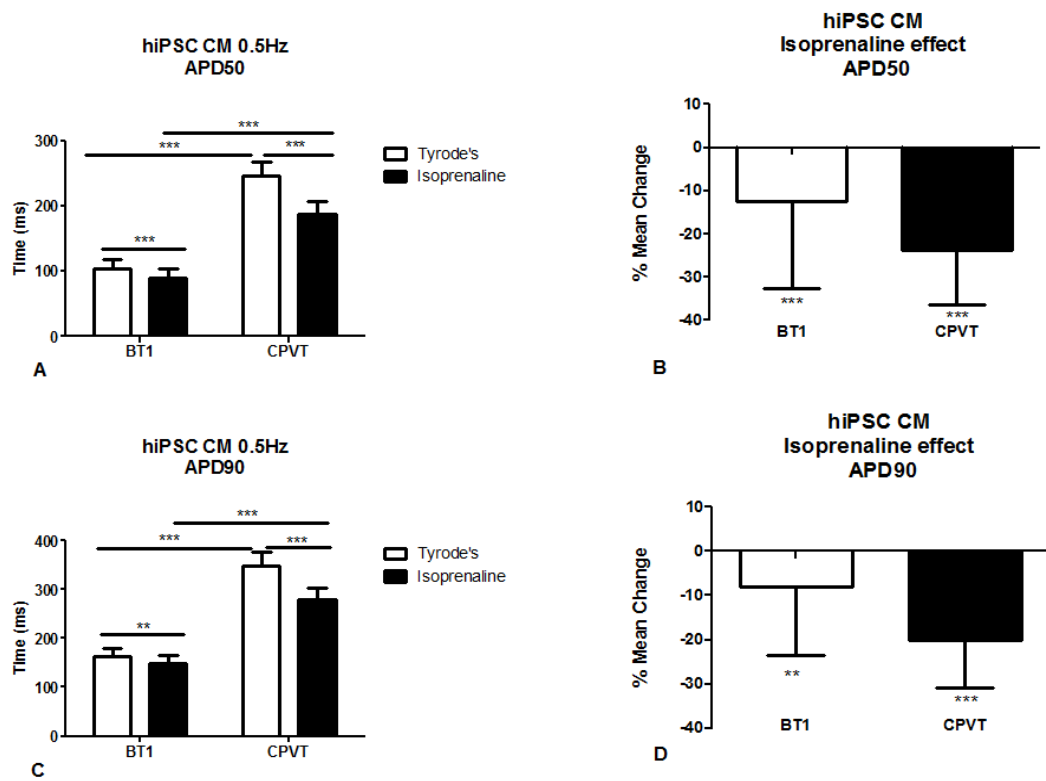 hiPSC CM 0.5Hz
APD50
***
***
***
***
300
200
100
0
Time (ms)
BT1
CPVT
Tyrode's
Isoprenaline
A
hiPSC CM
Isoprenaline effect
APD50
10
0
-10
-20
-30
-40
% Mean Change
***
***
BT1
CPVT
B
hiPSC CM 0.5Hz
APD90
***
***
***
**
400
300
200
100
0
Time (ms)
BT1
CPVT
Tyrode's
Isoprenaline
C
hiPSC CM
Isoprenaline effect
APD90
10
0
-10
-20
-30
-40
% Mean Change
**
***
BT1
CPVT
D